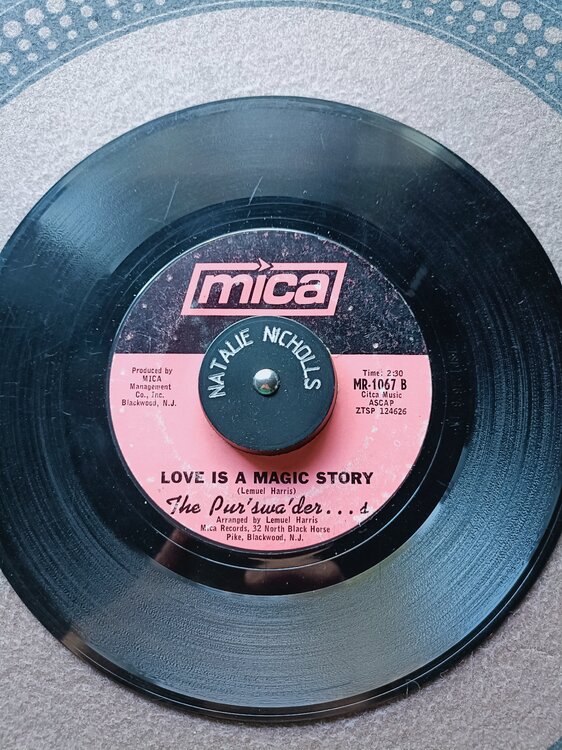 mica
NATALIE NICHOLLS
Produced by
MICA
Management
Co., Inc.
Blackwood, N.J.
Time: 2:30
MR-1067 B
Citca Music
ASCAP
ZTSP 124626
LOVE IS A MAGIC STORY
(Lemuel Harris)
The Pur'swa'der...s
Arranged by Lemuel Harris
Mica Records, 32 North Black Horse
Pike, Blackwood, N.J.